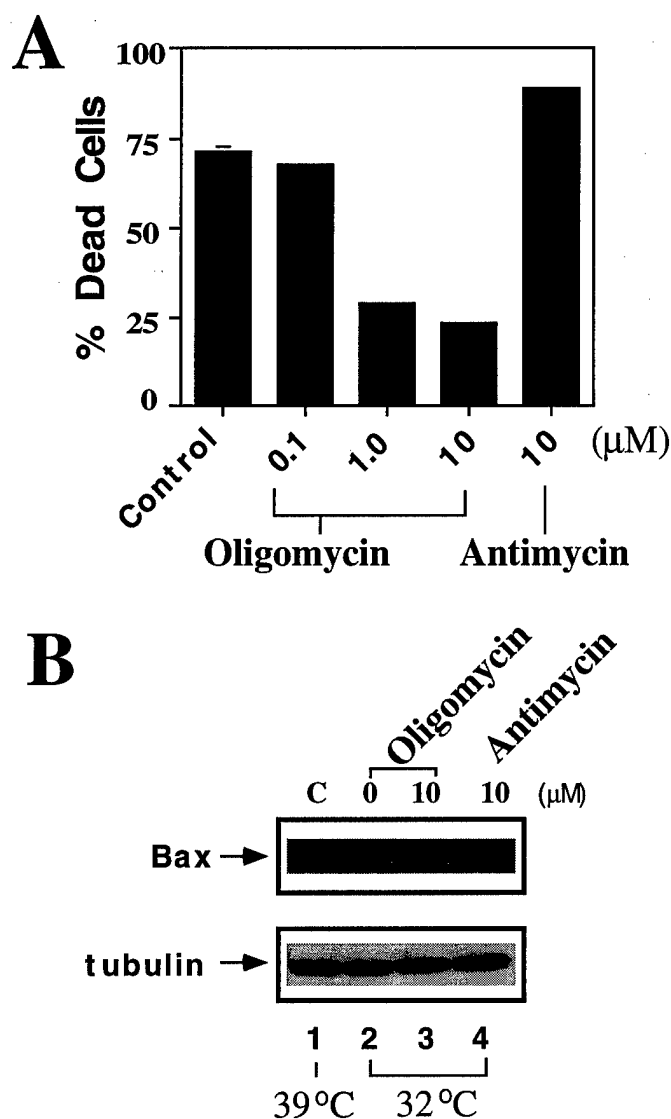 A
% Dead Cells
100
75
50
25
0
Control
0.1
1.0
10
10
(μM)
Oligomycin
Antimycin
B
Oligomycin
Antimycin
C
0
10
10
(μM)
Bax
tubulin
1
2
3
4
39°C
32°C